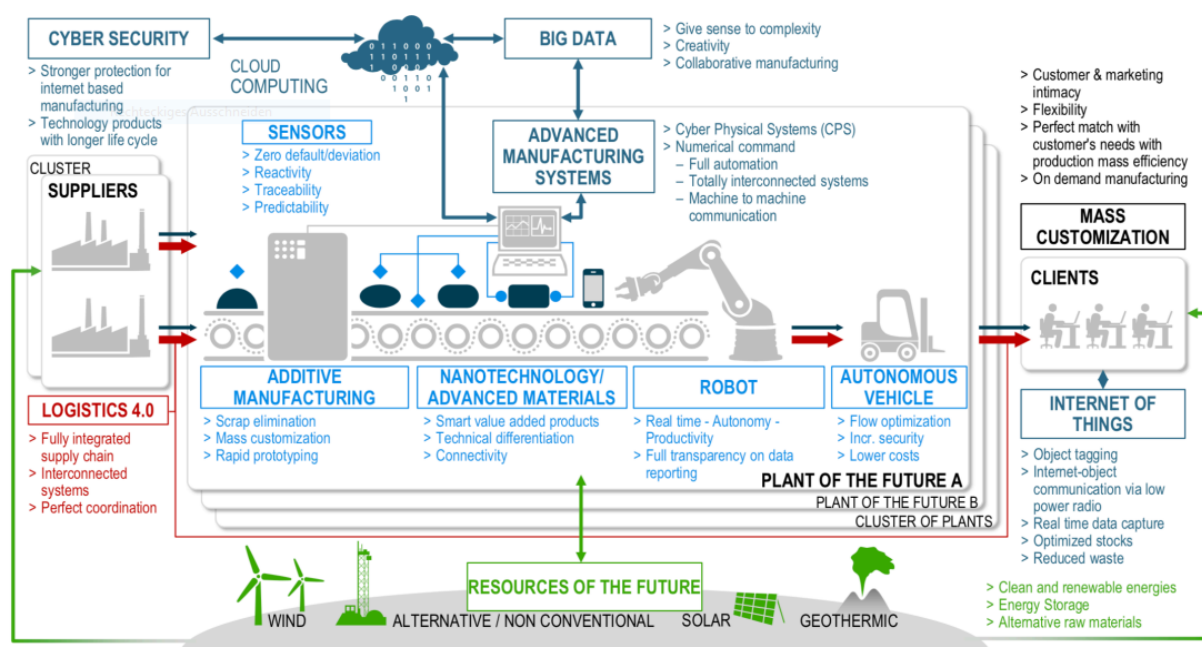 CYBER SECURITY
> Stronger protection for
internet based
manufacturing
> Technology products
with longer life cycle
CLOUD
COMPUTING
Rechteckiges Ausschneiden
BIG DATA
> Give sense to complexity
> Creativity
> Collaborative manufacturing
SENSORS
> Zero default/deviation
> Reactivity
> Traceability
> Predictability
ADVANCED
MANUFACTURING
SYSTEMS
> Cyber Physical Systems (CPS)
> Numerical command
– Full automation
– Totally interconnected systems
– Machine to machine
communication
> Customer & marketing
intimacy
> Flexibility
> Perfect match with
customer's needs with
production mass efficiency
> On demand manufacturing
MASS
CUSTOMIZATION
CLIENTS
CLUSTER
SUPPLIERS
LOGISTICS 4.0
> Fully integrated
supply chain
> Interconnected
systems
> Perfect coordination
ADDITIVE
MANUFACTURING
> Scrap elimination
> Mass customization
> Rapid prototyping
NANOTECHNOLOGY/
ADVANCED MATERIALS
> Smart value added products
> Technical differentiation
> Connectivity
ROBOT
> Real time - Autonomy -
Productivity
> Full transparency on data
reporting
AUTONOMOUS
VEHICLE
> Flow optimization
> Incr. security
> Lower costs
PLANT OF THE FUTURE A
PLANT OF THE FUTURE B
CLUSTER OF PLANTS
INTERNET OF
THINGS
> Object tagging
> Internet-object
communication via low
power radio
> Real time data capture
> Optimized stocks
> Reduced waste
RESOURCES OF THE FUTURE
WIND
ALTERNATIVE / NON CONVENTIONAL
SOLAR
GEOTHERMIC
> Clean and renewable energies
> Energy Storage
> Alternative raw materials